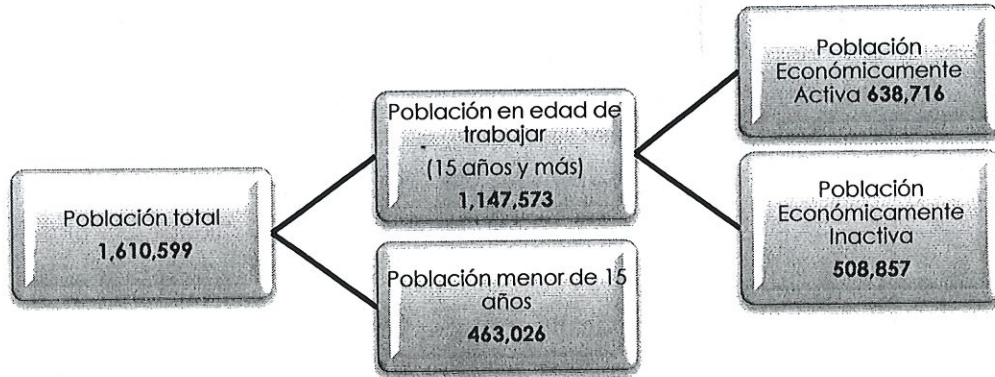 Población total
1,610,599
Población en edad de
trabajar
(15 años y más)
1,147,573
Población menor de 15
años
463,026
Población
Económicamente
Activa 638,716
Población
Económicamente
Inactiva
508,857